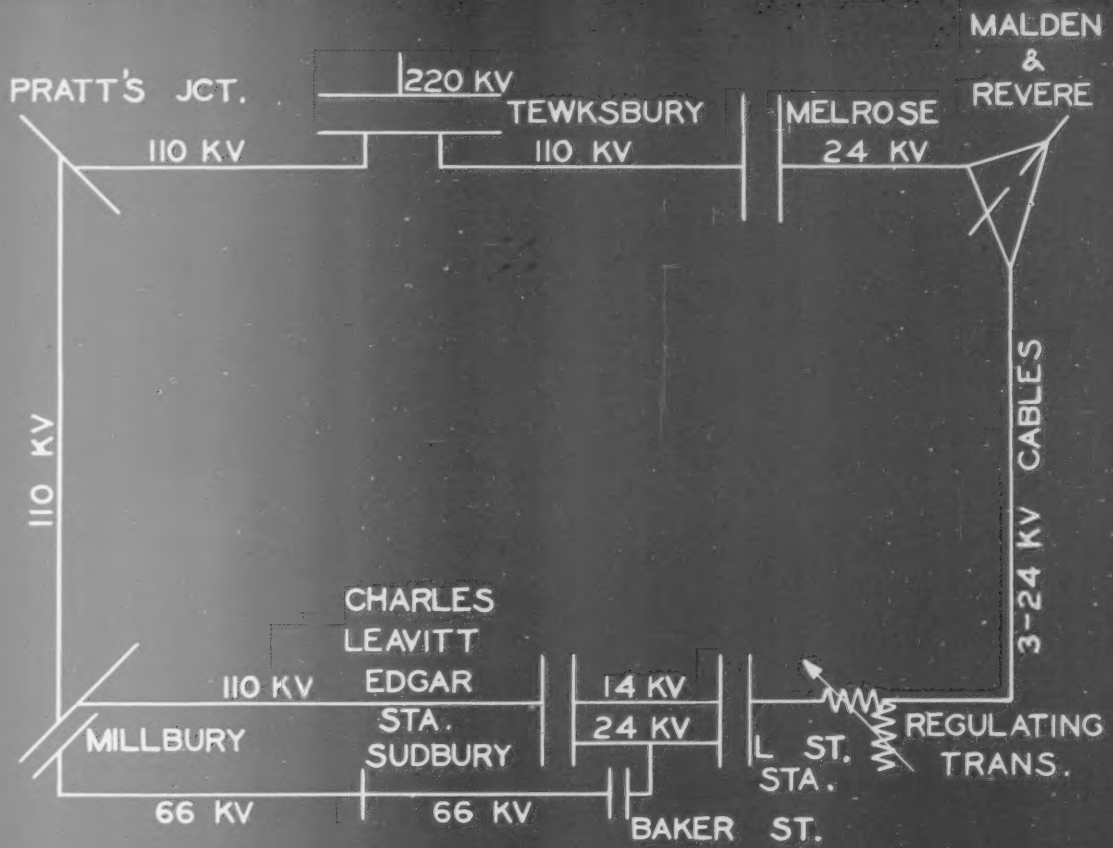 MALDEN
&
REVERE
PRATT'S JCT.
220 KV
TEWKSBURY
MELROSE
110 KV
110 KV
24 KV
110 KV
3-24 KV CABLES
CHARLES
LEAVITT
EDGAR
STA.
SUDBURY
110 KV
14 KV
24 KV
MILLBURY
L ST.
STA.
REGULATING
TRANS.
66 KV
66 KV
BAKER ST.